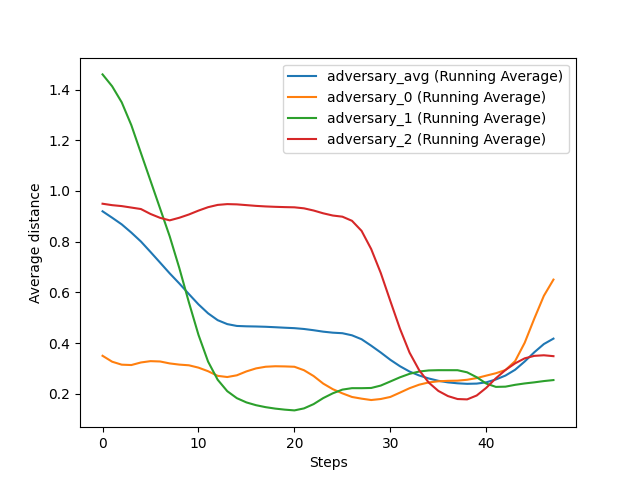 adversary_avg (Running Average)
adversary_0 (Running Average)
adversary_1 (Running Average)
adversary_2 (Running Average)
1.4
1.2
1.0
0.8
0.6
0.4
0.2
Average distance
0 10 20 30 40
Steps